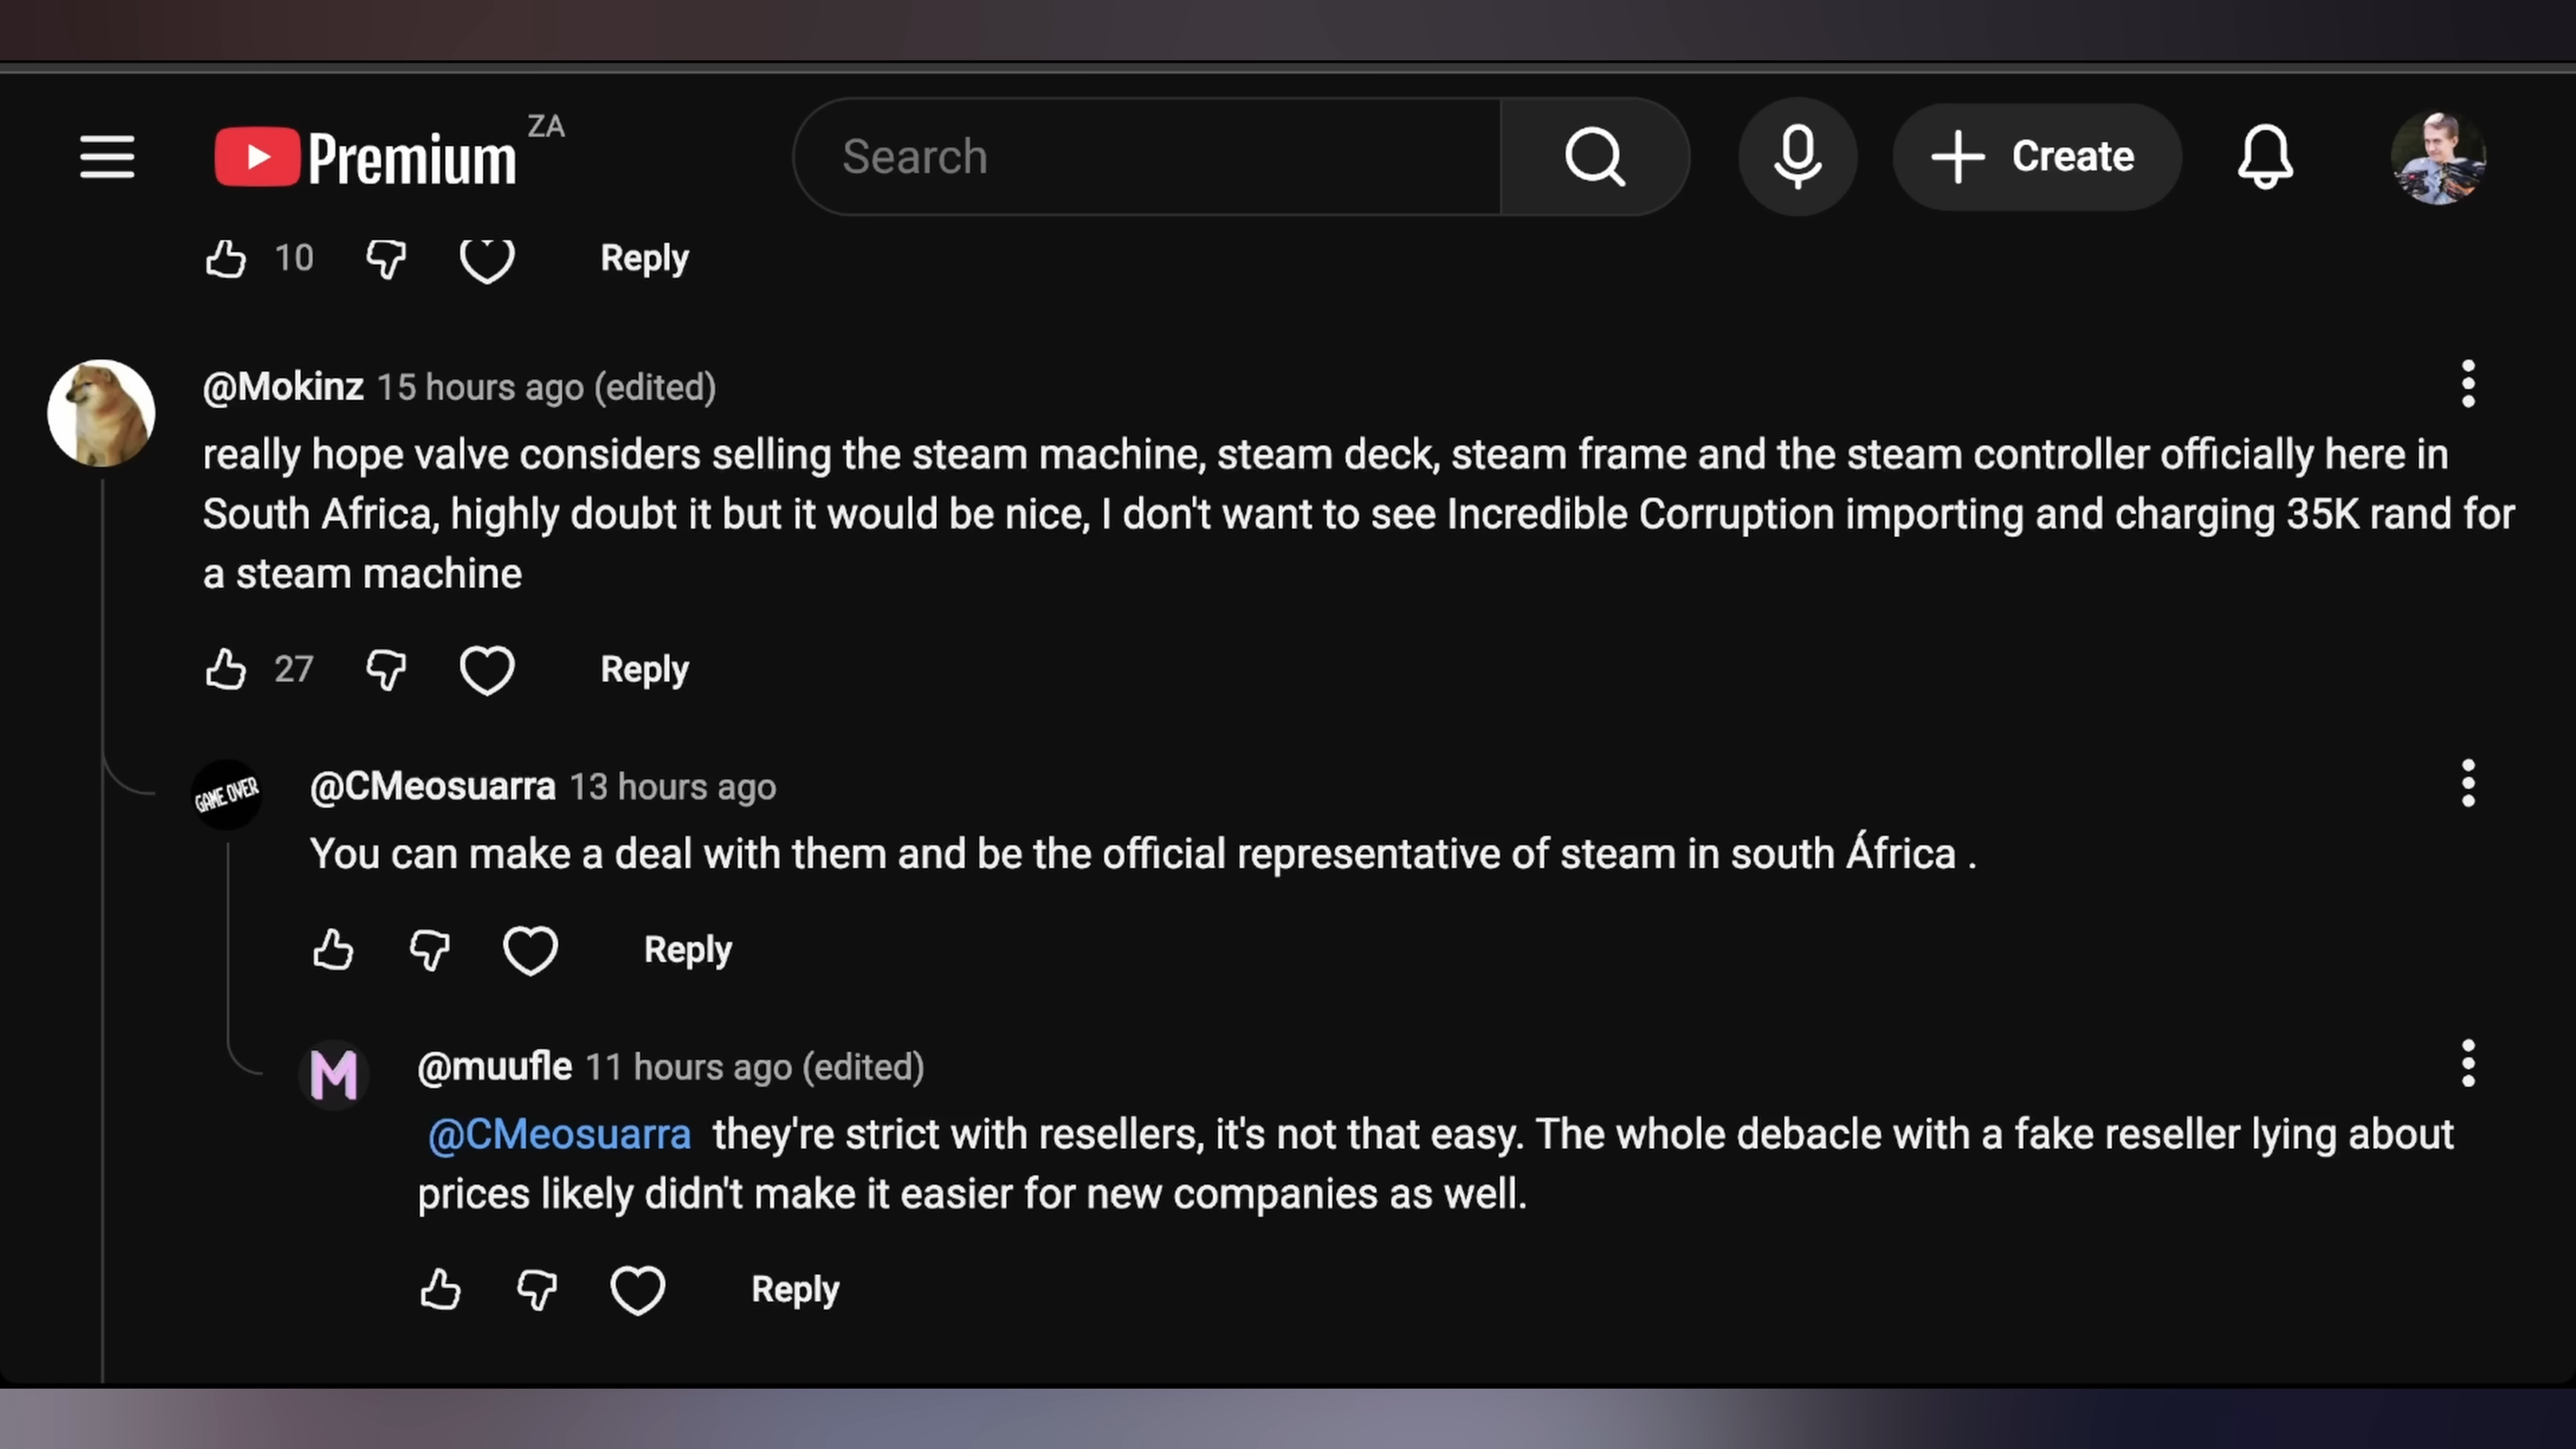 Premium ZA
Search
Create
10 Reply
@Mokinz 15 hours ago (edited)
really hope valve considers selling the steam machine, steam deck, steam frame and the steam controller officially here in
South Africa, highly doubt it but it would be nice, I don't want to see Incredible Corruption importing and charging 35K rand for
a steam machine
27 Reply
GAME OVER
@CMeosuarra 13 hours ago
You can make a deal with them and be the official representative of steam in south África .
Reply
M
@muufle 11 hours ago (edited)
@CMeosuarra they're strict with resellers, it's not that easy. The whole debacle with a fake reseller lying about
prices likely didn't make it easier for new companies as well.
Reply